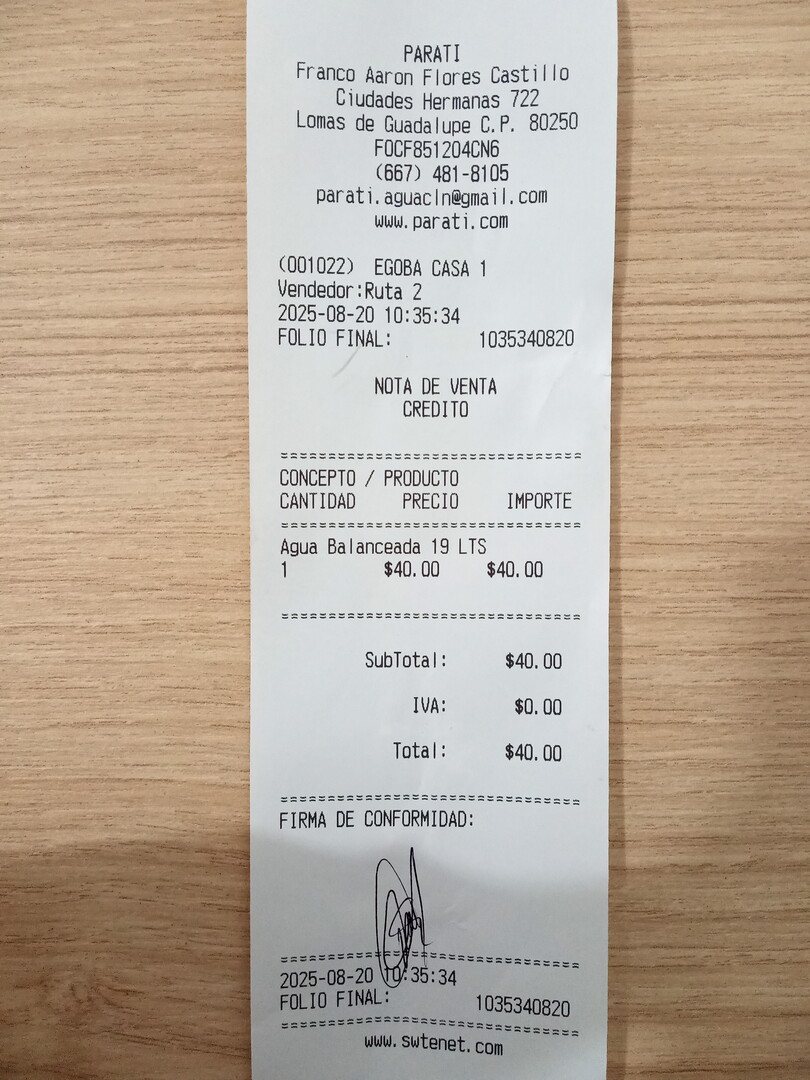 PARATI
Franco Aaron Flores Castillo
Ciudades Hermanas 722
Lomas de Guadalupe C.P. 80250
FOCF851204CN6
(667) 481-8105
parati.aguacln@gmail.com
www.parati.com
(001022) EGOBA CASA 1
Vendedor:Ruta 2
2025-08-20 10:35:34
FOLIO FINAL: 1035340820
NOTA DE VENTA
CREDITO
================================
CONCEPTO / PRODUCTO
CANTIDAD PRECIO IMPORTE
================================
Agua Balanceada 19 LTS
1 $40.00 $40.00
================================
SubTotal: $40.00
IVA: $0.00
Total: $40.00
================================
FIRMA DE CONFORMIDAD:
================================
2025-08-20 10:35:34
FOLIO FINAL: 1035340820
================================
www.swtenet.com